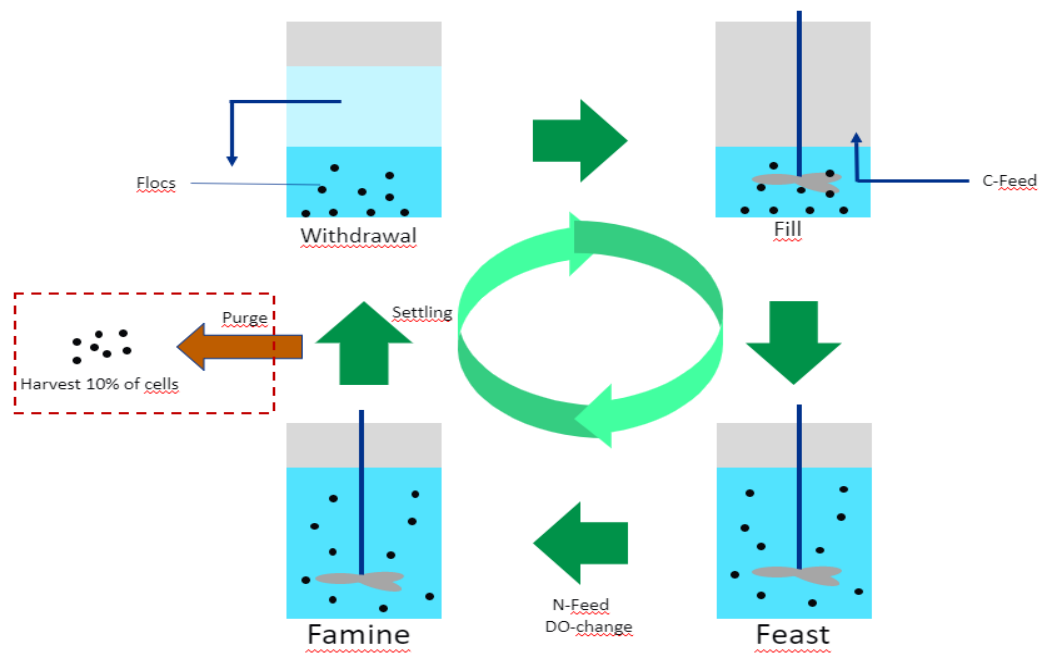 Flocs
Withdrawal
C-Feed
Fill
Purge
Settling
Harvest 10% of cells
N-Feed
DO-change
Famine
Feast